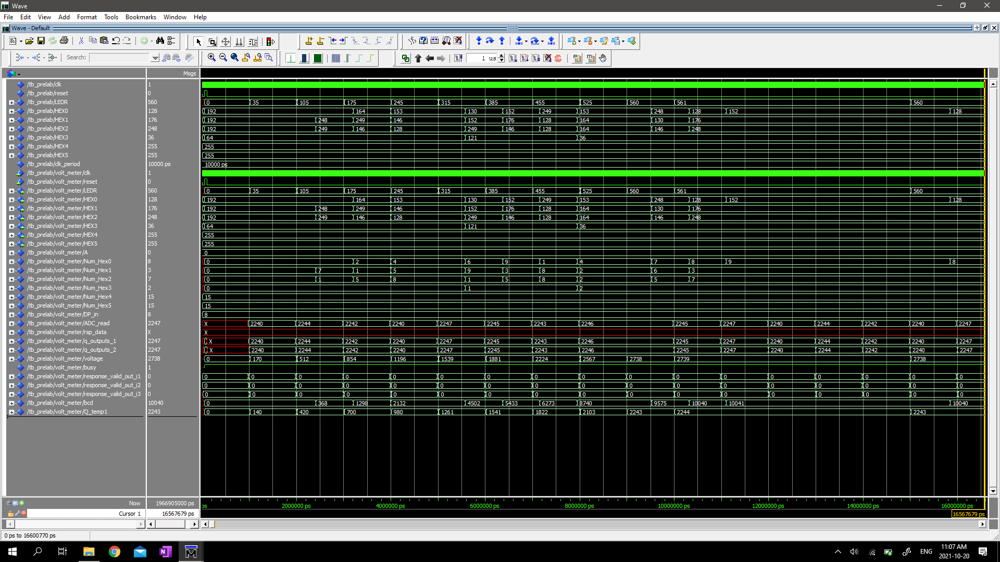 Wave
File Edit View Add Format Tools Bookmarks Window Help
Wave - Default
Search:
1 us
Msgs
/tb_prelab/clk 1
/tb_prelab/reset 0
/tb_prelab/LEDR 560 0 35 105 175 245 315 385 455 525 560 561 560
/tb_prelab/HEX0 128 192 164 153 130 152 249 153 248 128 152 128
/tb_prelab/HEX1 176 192 248 249 146 152 176 128 164 130 176
/tb_prelab/HEX2 248 192 249 146 128 249 146 128 164 146 248
/tb_prelab/HEX3 36 64 121 36
/tb_prelab/HEX4 255 255
/tb_prelab/HEX5 255 255
/tb_prelab/clk_period 10000 ps 10000 ps
/tb_prelab/volt_meter/clk 1
/tb_prelab/volt_meter/reset 0
/tb_prelab/volt_meter/LEDR 560 0 35 105 175 245 315 385 455 525 560 561 560
/tb_prelab/volt_meter/HEX0 128 192 164 153 130 152 249 153 248 128 152 128
/tb_prelab/volt_meter/HEX1 176 192 248 249 146 152 176 128 164 130 176
/tb_prelab/volt_meter/HEX2 248 192 249 146 128 249 146 128 164 146 248
/tb_prelab/volt_meter/HEX3 36 64 121 36
/tb_prelab/volt_meter/HEX4 255 255
/tb_prelab/volt_meter/HEX5 255 255
/tb_prelab/volt_meter/A 0 0
/tb_prelab/volt_meter/Num_Hex0 8 0 2 4 6 9 1 4 7 8 9 8
/tb_prelab/volt_meter/Num_Hex1 3 0 7 1 5 9 3 8 2 6 3
/tb_prelab/volt_meter/Num_Hex2 7 0 1 5 8 1 5 8 2 5 7
/tb_prelab/volt_meter/Num_Hex3 2 0 1 2
/tb_prelab/volt_meter/Num_Hex4 15 15
/tb_prelab/volt_meter/Num_Hex5 15 15
/tb_prelab/volt_meter/DP_in 8 8
/tb_prelab/volt_meter/ADC_read 2247 X 2240 2244 2242 2240 2247 2245 2243 2246 2245 2247 2240 2244 2242 2240 2247
/tb_prelab/volt_meter/rsp_data X X
/tb_prelab/volt_meter/q_outputs_1 2247 X 2240 2244 2242 2240 2247 2245 2243 2246 2245 2247 2240 2244 2242 2240 2247
/tb_prelab/volt_meter/q_outputs_2 2247 X 2240 2244 2242 2240 2247 2245 2243 2246 2245 2247 2240 2244 2242 2240 2247
/tb_prelab/volt_meter/voltage 2738 0 170 512 854 1196 1539 1881 2224 2567 2738 2739 2738
/tb_prelab/volt_meter/busy 1
/tb_prelab/volt_meter/response_valid_out_i1 0 0 0 0 0 0 0 0 0 0 0 0 0 0 0 0 0 0
/tb_prelab/volt_meter/response_valid_out_i2 0 0 0 0 0 0 0 0 0 0 0 0 0 0 0 0 0 0
/tb_prelab/volt_meter/response_valid_out_i3 0 0 0 0 0 0 0 0 0 0 0 0 0 0 0 0 0 0
/tb_prelab/volt_meter/bcd 10040 0 368 1298 2132 4502 5433 6273 8740 9575 10040 10041 10040
/tb_prelab/volt_meter/Q_temp1 2243 0 140 420 700 980 1261 1541 1822 2103 2243 2244 2243
Now 1966905000 ps ps 2000000 ps 4000000 ps 6000000 ps 8000000 ps 10000000 ps 12000000 ps 14000000 ps 16000000 ps
Cursor 1 16567679 ps 16567679 ps
0 ps to 16600770 ps
N M ENG 11:07 AM
2021-10-20